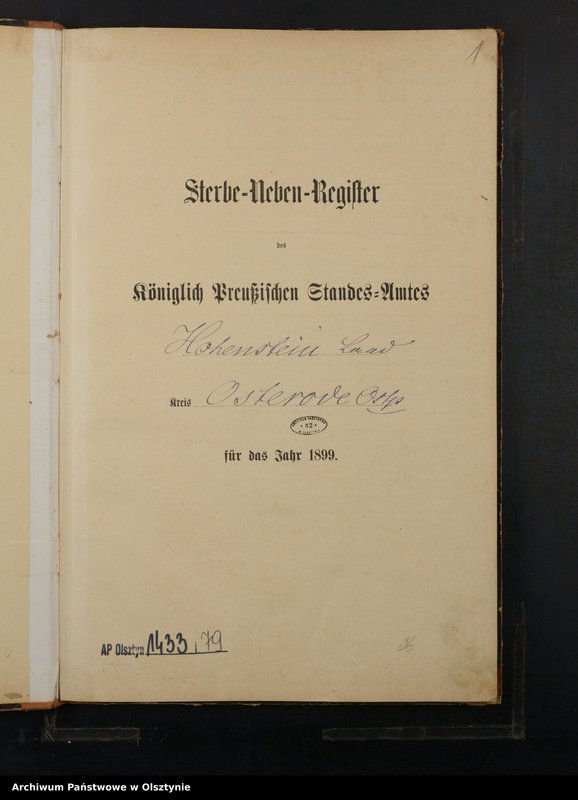 1
Sterbe-Neben-Register
des
Königlich Preußischen Standes-Amtes
Hohenstein Land
Kreis Osterode Ostpr
42
für das Jahr 1899.
AP Olsztyn 1433, 79
Archiwum Państwowe w Olsztynie